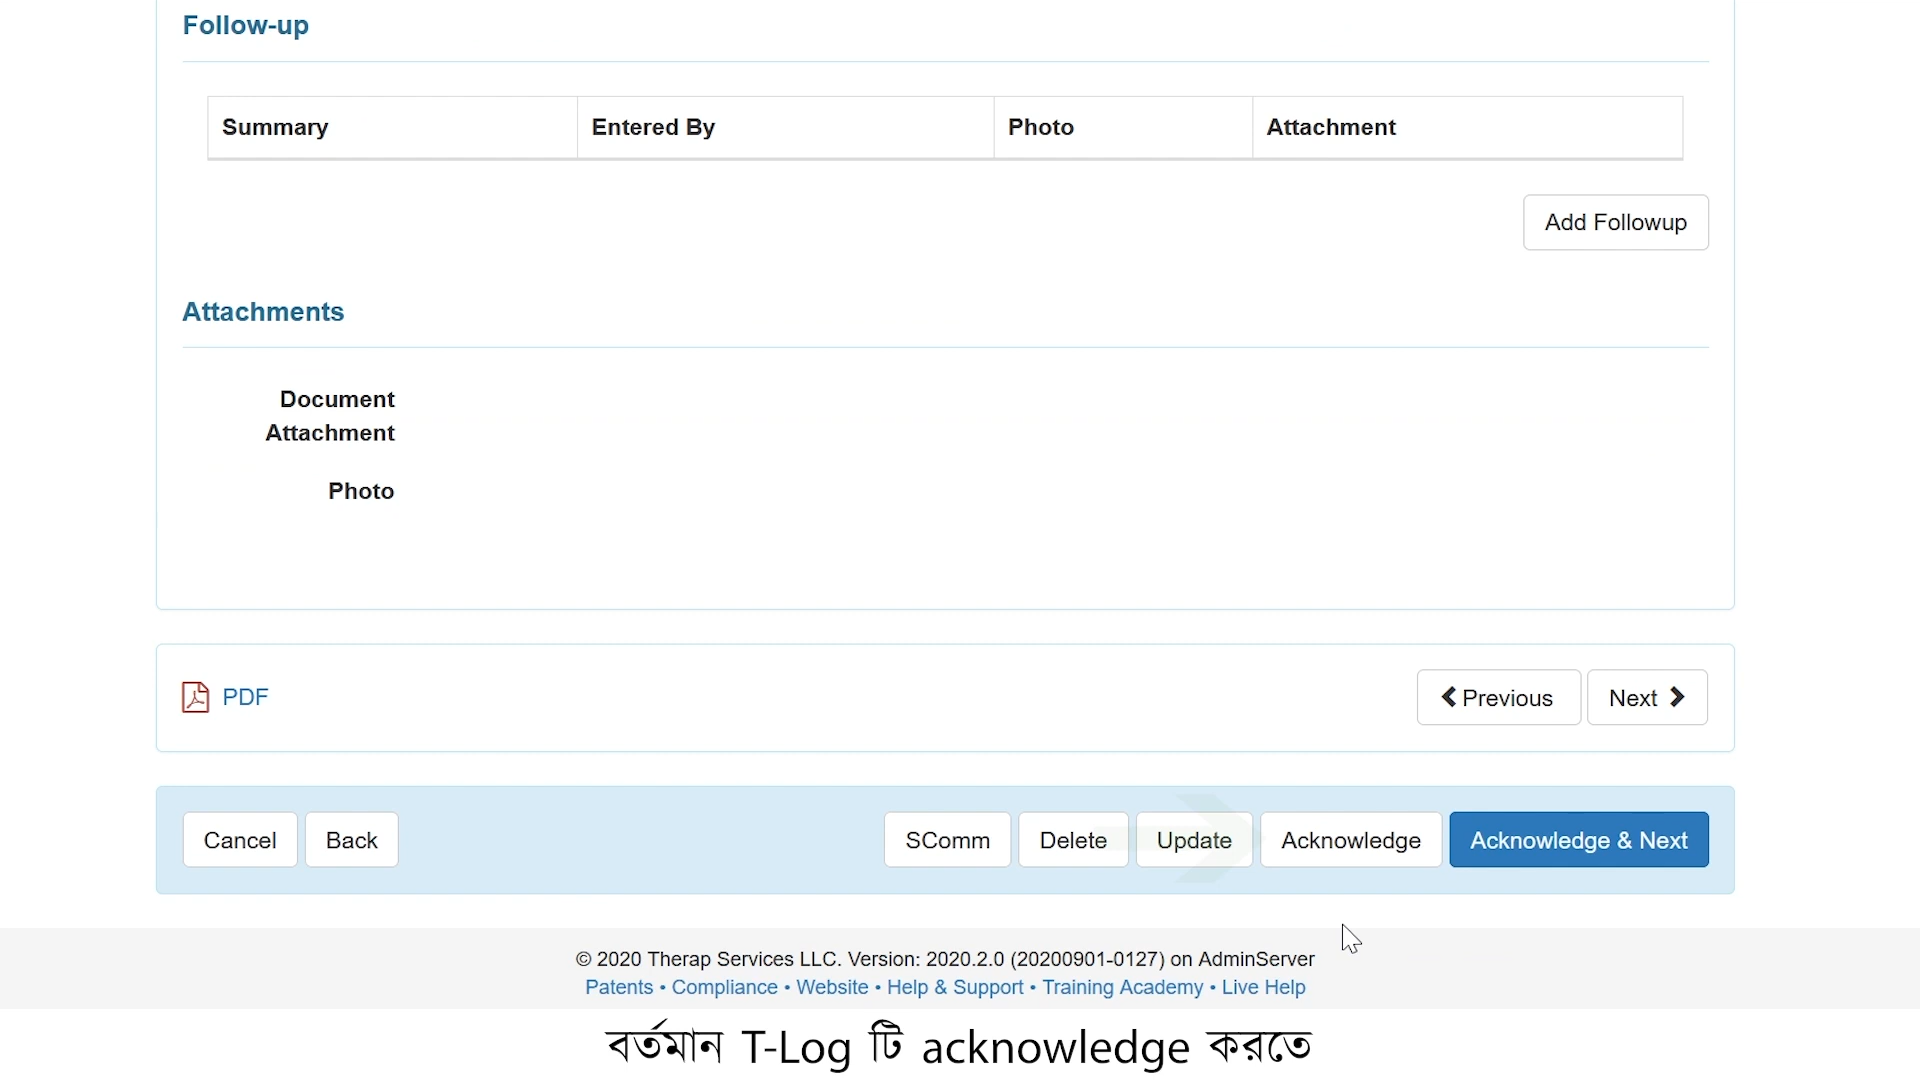 Follow-up
Summary Entered By Photo Attachment
Add Followup
Attachments
Document
Attachment
Photo
PDF Previous Next
Cancel Back SComm Delete Update Acknowledge Acknowledge & Next
© 2020 Therap Services LLC. Version: 2020.2.0 (20200901-0127) on AdminServer
Patents • Compliance • Website • Help & Support • Training Academy • Live Help
বর্তমান T-Log টি acknowledge করতে